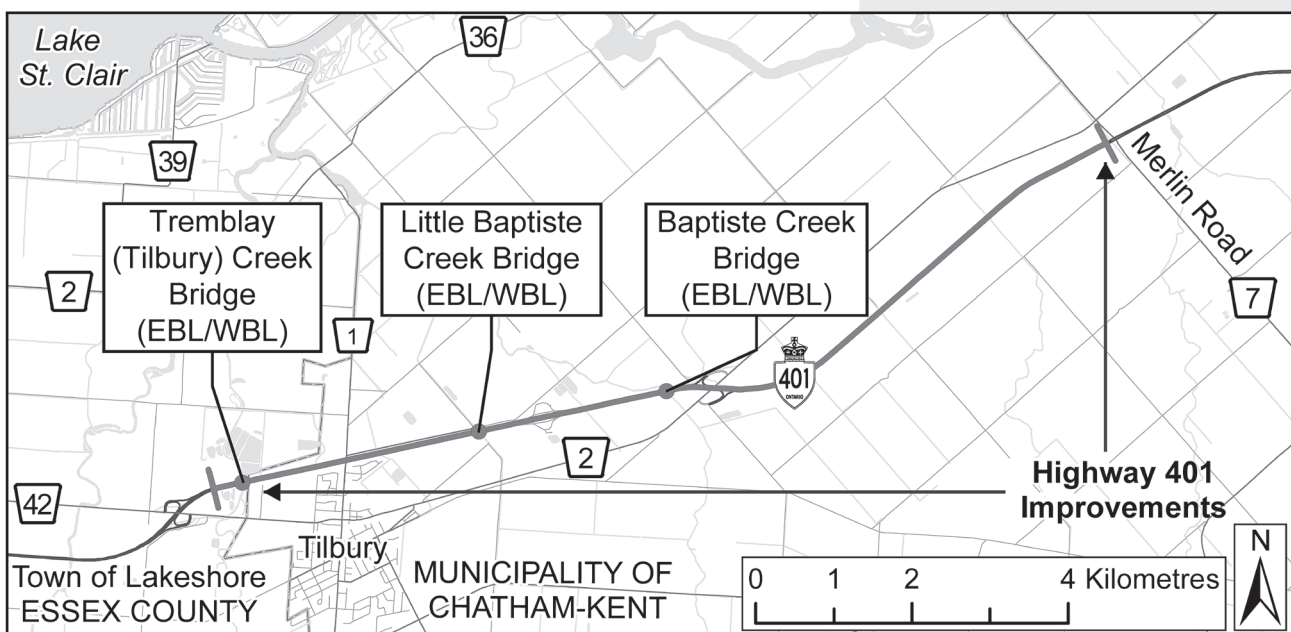 Lake
St. Clair
36
39
Tremblay
(Tilbury) Creek
Bridge
(EBL/WBL)
Little Baptiste
Creek Bridge
(EBL/WBL)
Baptiste Creek
Bridge
(EBL/WBL)
Merlin Road
2
1
7
401
ONTARIO
2
42
Highway 401
Improvements
Tilbury
Town of Lakeshore
ESSEX COUNTY
MUNICIPALITY OF
CHATHAM-KENT
0 1 2 4 Kilometres
N